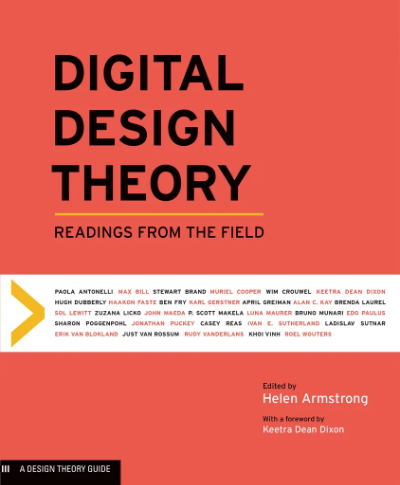 DIGITAL
DESIGN
THEORY
READINGS FROM THE FIELD
PAOLA ANTONELLI MAX BILL STEWART BRAND MURIEL COOPER WIM CROUWEL KEETRA DEAN DIXON
HUGH DUBBERLY HAAKON FASTE BEN FRY KARL GERSTNER APRIL GREIMAN ALAN C. KAY BRENDA LAUREL
SOL LEWITT ZUZANA LICKO JOHN MAEDA P. SCOTT MAKELA LUNA MAURER BRUNO MUNARI EDO PAULUS
SHARON POGGENPOHL JONATHAN PUCKEY CASEY REAS IVAN E. SUTHERLAND LADISLAV SUTNAR
ERIK VAN BLOKLAND JUST VAN ROSSUM RUDY VANDERLANS KHOI VINH ROEL WOUTERS
Edited by
Helen Armstrong
With a foreword by
Keetra Dean Dixon
A DESIGN THEORY GUIDE